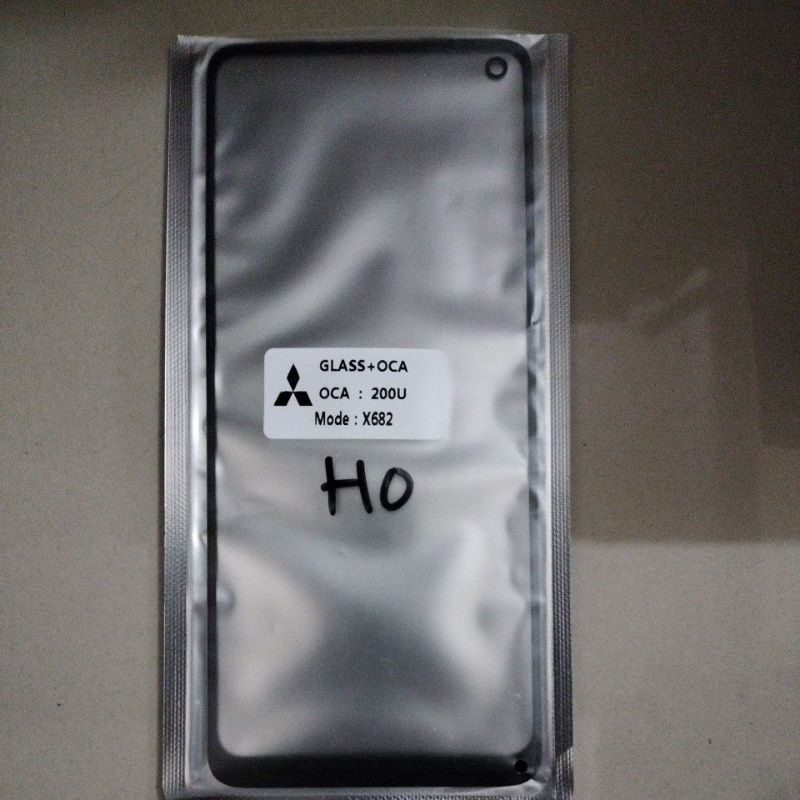 GLASS+OCA
OCA : 200U
Mode : X682
HO